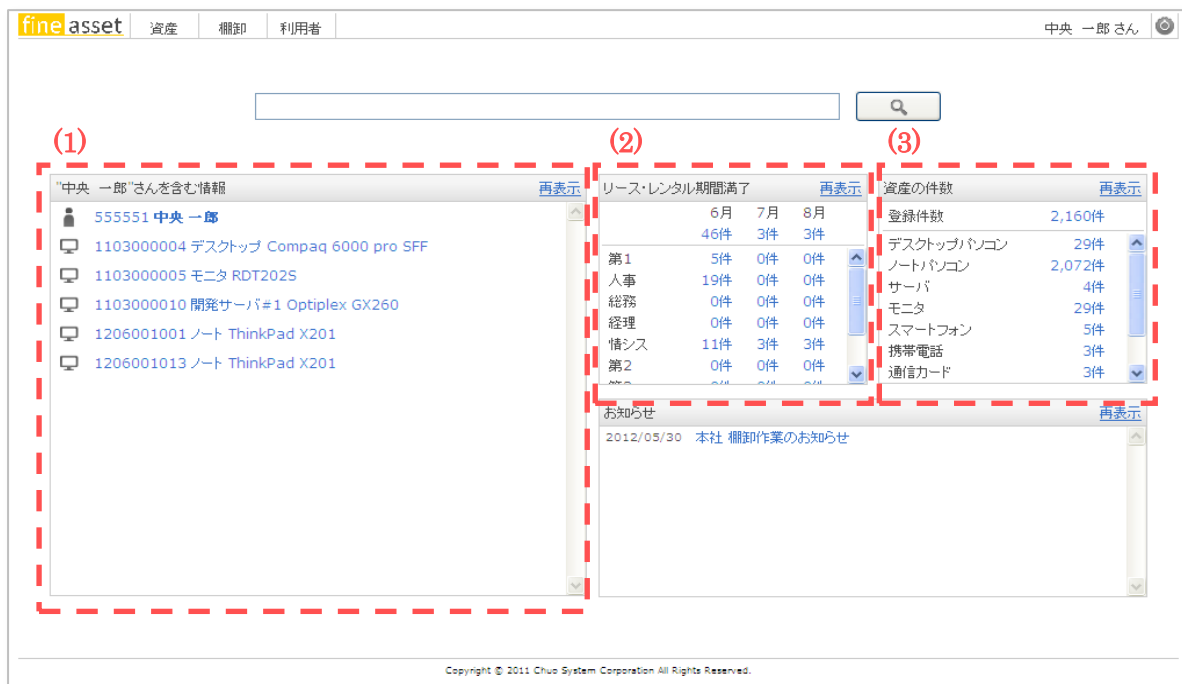 fine asset 資産 棚卸 利用者 中央 一郎 さん
(1) (2) (3)
"中央 一郎"さんを含む情報 再表示
555551 中央 一郎
1103000004 デスクトップ Compaq 6000 pro SFF
1103000005 モニタ RDT202S
1103000010 開発サーバ#1 Optiplex GX260
1206001001 ノート ThinkPad X201
1206001013 ノート ThinkPad X201
リース・レンタル期間満了 再表示
6月 7月 8月
46件 3件 3件
第1 5件 0件 0件
人事 19件 0件 0件
総務 0件 0件 0件
経理 0件 0件 0件
情シス 11件 3件 3件
第2 0件 0件 0件
資産の件数 再表示
登録件数 2,160件
デスクトップパソコン 29件
ノートパソコン 2,072件
サーバ 4件
モニタ 29件
スマートフォン 5件
携帯電話 3件
通信カード 3件
お知らせ 再表示
2012/05/30 本社 棚卸作業のお知らせ
Copyright © 2011 Chuo System Corporation All Rights Reserved.